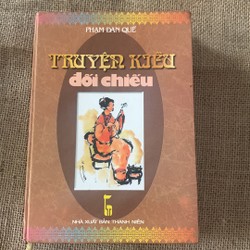 PHẠM ĐAN QUẾ
TRUYỆN KIỀU
đối chiếu
NHÀ XUẤT BẢN THANH NIÊN